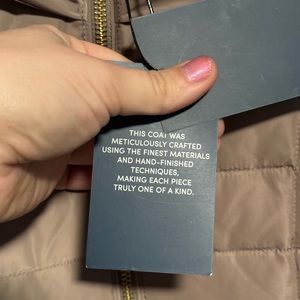 THIS COAT WAS
METICULOUSLY CRAFTED
USING THE FINEST MATERIALS
AND HAND-FINISHED
TECHNIQUES,
MAKING EACH PIECE
TRULY ONE OF A KIND.